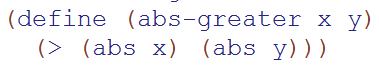 (define (abs-greater x y)
  (> (abs x) (abs y)))